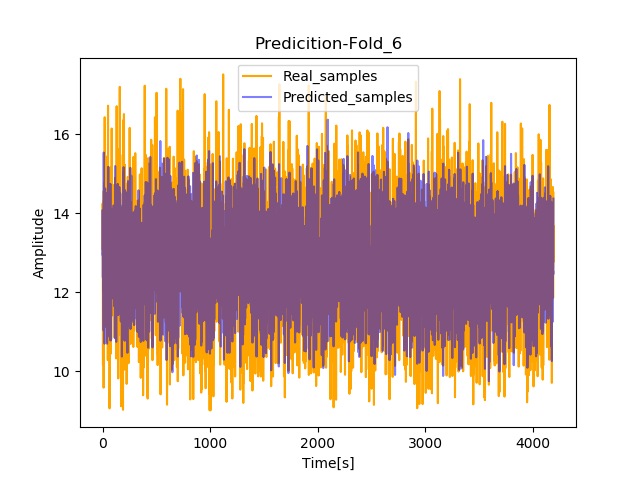 Predicition-Fold_6
Real_samples
Predicted_samples
Amplitude
16
14
12
10
0
1000
2000
3000
4000
Time[s]